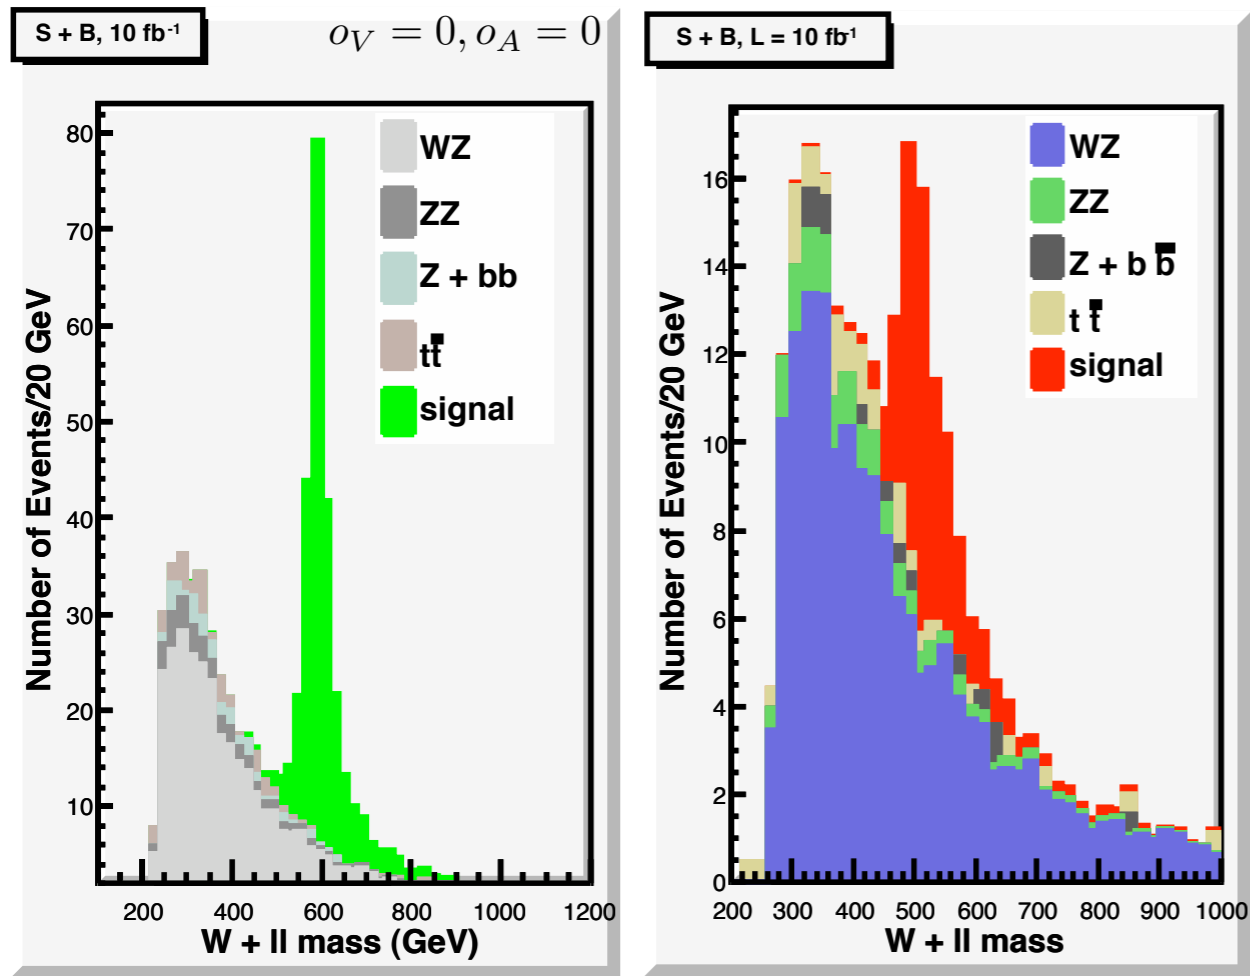 S + B, 10 fb⁻¹
o_V = 0, o_A = 0
Number of Events/20 GeV
80
70
60
50
40
30
20
10
WZ
ZZ
Z + bb
tt̄
signal
200 400 600 800 1000 1200
W + ll mass (GeV)
S + B, L = 10 fb⁻¹
Number of Events/20 GeV
16
14
12
10
8
6
4
2
0
WZ
ZZ
Z + b b̄
t t̄
signal
200 300 400 500 600 700 800 900 1000
W + ll mass